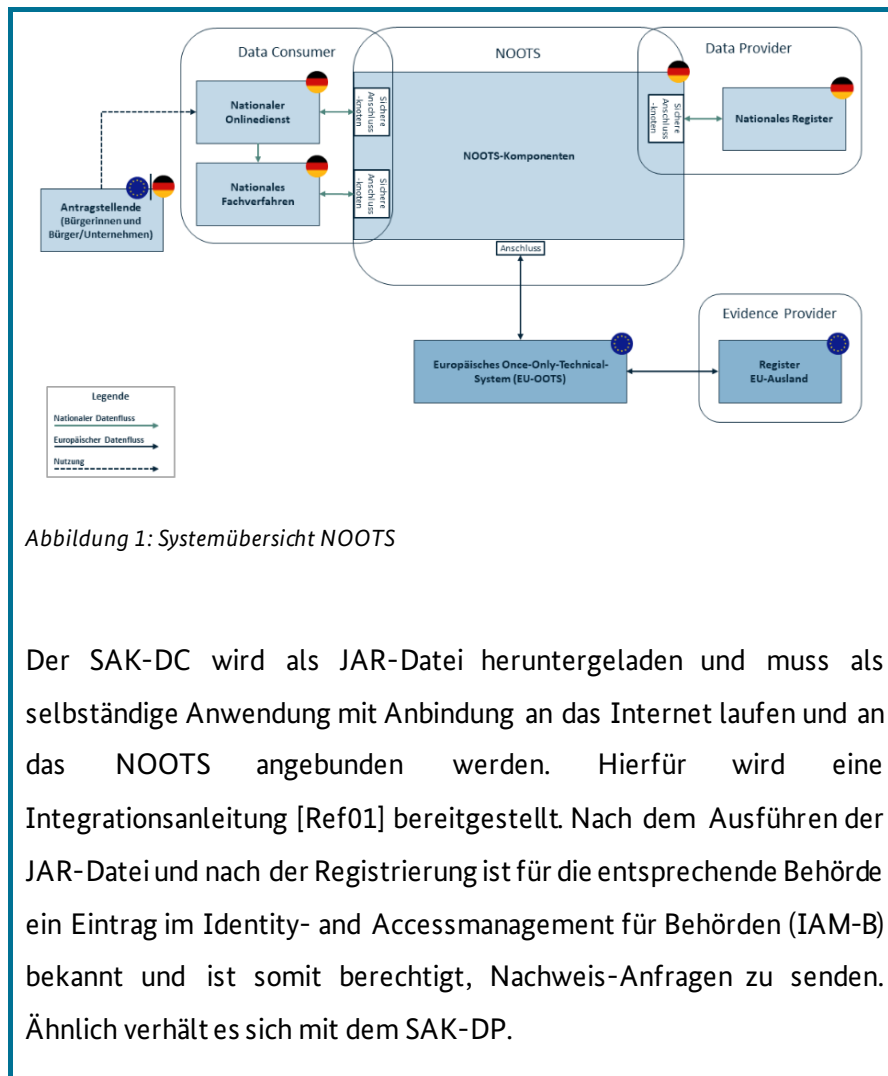 Data Consumer
NOOTS
Data Provider
Nationaler
Onlinedienst
Sichere
Anschluss
-knoten
Sichere
Anschluss
-knoten
Nationales Register
NOOTS-Komponenten
Nationales
Fachverfahren
Sichere
Anschluss
-knoten
Antragstellende
(Bürgerinnen und
Bürger/Unternehmen)
Anschluss
Evidence Provider
Europäisches Once-Only-Technical-
System (EU-OOTS)
Register
EU-Ausland
Legende
Nationaler Datenfluss
Europäischer Datenfluss
Nutzung
Abbildung 1: Systemübersicht NOOTS
Der SAK-DC wird als JAR-Datei heruntergeladen und muss als
selbständige Anwendung mit Anbindung an das Internet laufen und an
das NOOTS angebunden werden. Hierfür wird eine
Integrationsanleitung [Ref01] bereitgestellt. Nach dem Ausführen der
JAR-Datei und nach der Registrierung ist für die entsprechende Behörde
ein Eintrag im Identity- and Accessmanagement für Behörden (IAM-B)
bekannt und ist somit berechtigt, Nachweis-Anfragen zu senden.
Ähnlich verhält es sich mit dem SAK-DP.